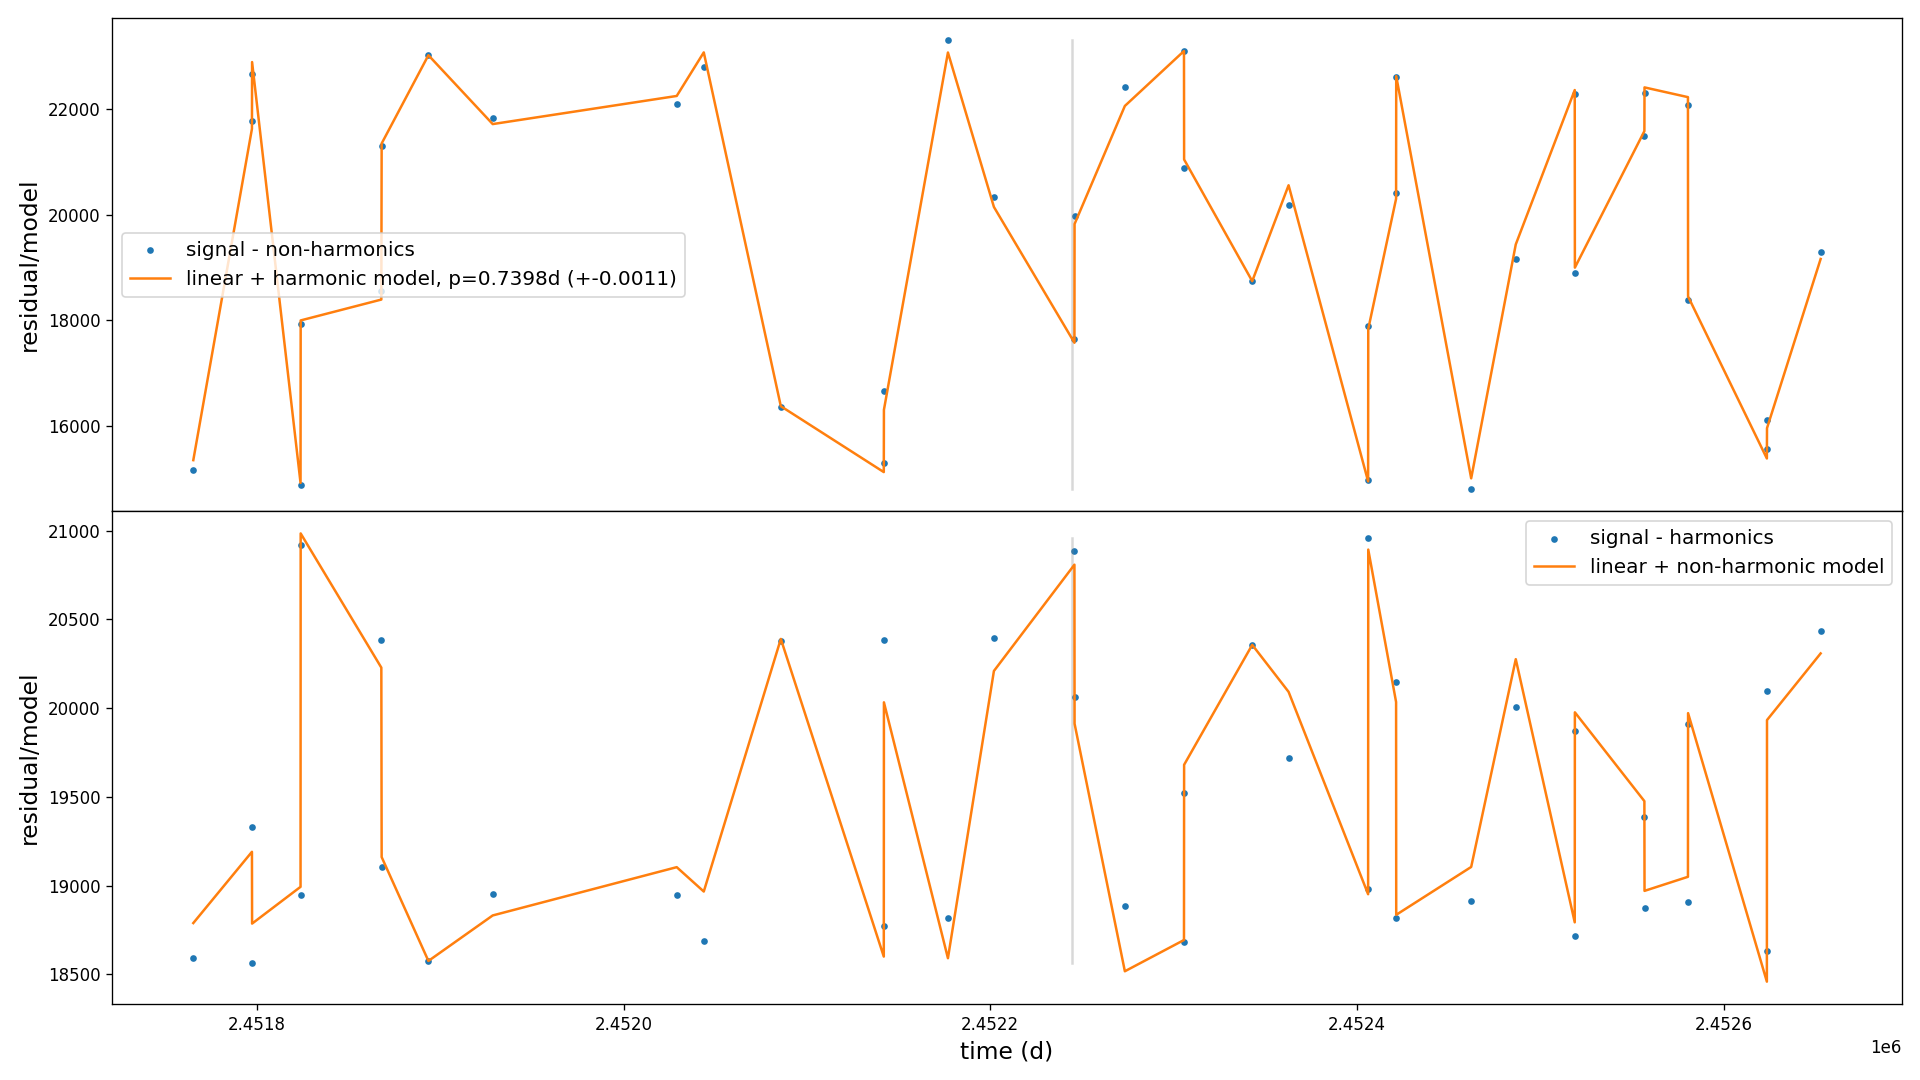 residual/model
22000
20000
18000
16000
signal - non-harmonics
linear + harmonic model, p=0.7398d (+-0.0011)
residual/model
21000
20500
20000
19500
19000
18500
signal - harmonics
linear + non-harmonic model
2.4518
2.4520
2.4522
2.4524
2.4526
time (d)
1e6